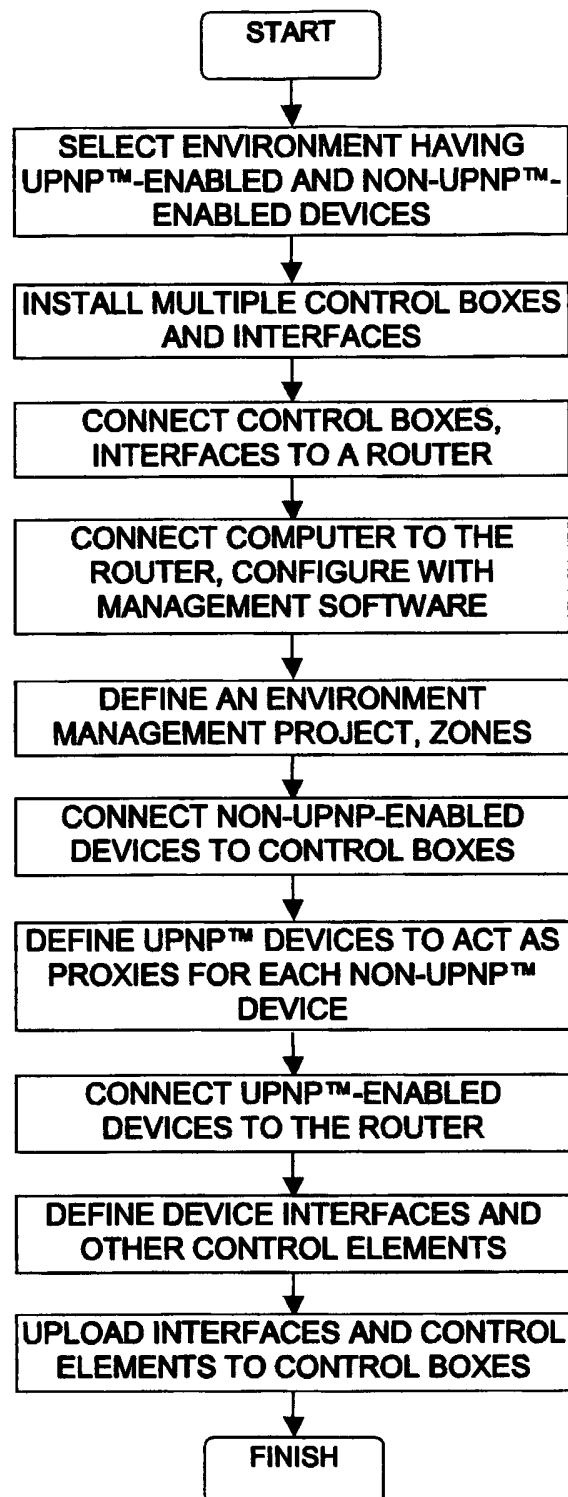 START
SELECT ENVIRONMENT HAVING
UPNP™-ENABLED AND NON-UPNP™-
ENABLED DEVICES
INSTALL MULTIPLE CONTROL BOXES
AND INTERFACES
CONNECT CONTROL BOXES,
INTERFACES TO A ROUTER
CONNECT COMPUTER TO THE
ROUTER, CONFIGURE WITH
MANAGEMENT SOFTWARE
DEFINE AN ENVIRONMENT
MANAGEMENT PROJECT, ZONES
CONNECT NON-UPNP-ENABLED
DEVICES TO CONTROL BOXES
DEFINE UPNP™ DEVICES TO ACT AS
PROXIES FOR EACH NON-UPNP™
DEVICE
CONNECT UPNP™-ENABLED
DEVICES TO THE ROUTER
DEFINE DEVICE INTERFACES AND
OTHER CONTROL ELEMENTS
UPLOAD INTERFACES AND CONTROL
ELEMENTS TO CONTROL BOXES
FINISH